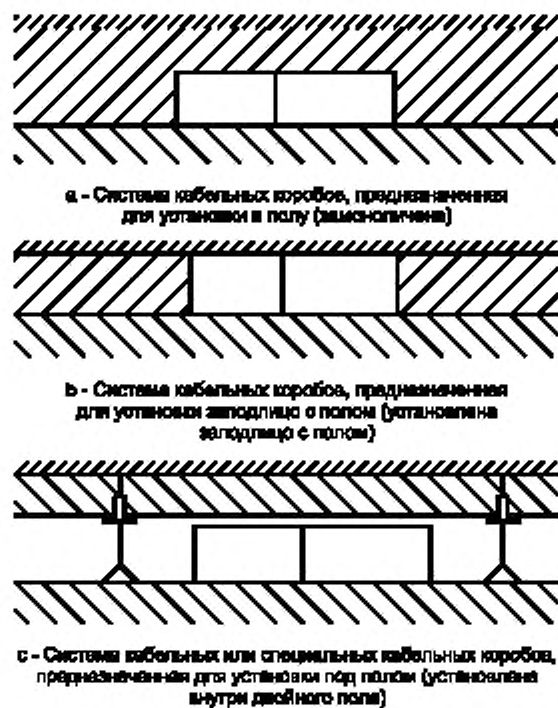 а - Система кабельных коробов, предназначенная
для установки в полу (замоноличена)
b - Система кабельных коробов, предназначенная
для установки заподлицо с полом (установлена
заподлицо с полом)
с - Система кабельных или специальных кабельных коробов,
предназначенная для установки под полом (установлена
внутри двойного пола)